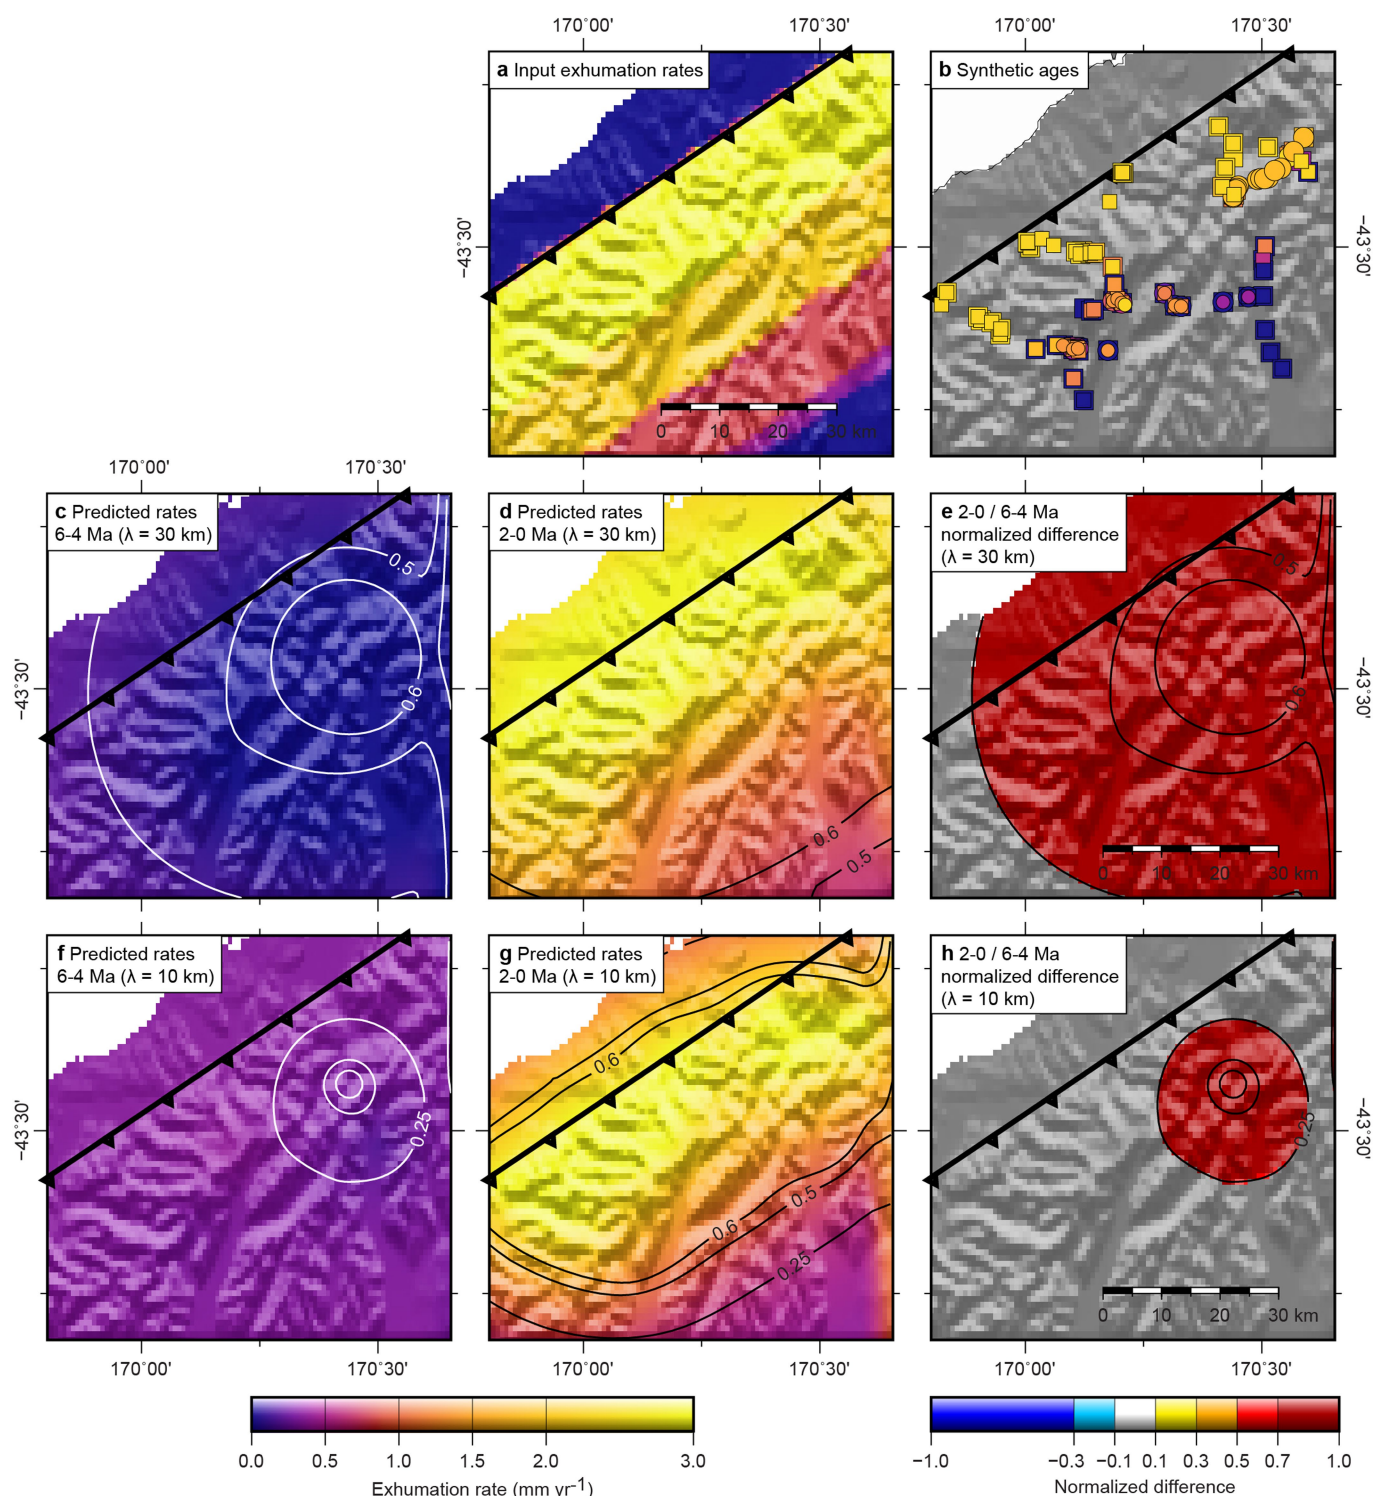 170°00' 170°30' 170°00' 170°30'
a Input exhumation rates
b Synthetic ages
−43°30' −43°30'
0 10 20 30 km
170°00' 170°30'
c Predicted rates
6-4 Ma (λ = 30 km)
0.5
0.6
d Predicted rates
2-0 Ma (λ = 30 km)
0.6
0.5
e 2-0 / 6-4 Ma
normalized difference
(λ = 30 km)
0.5
0.6
−43°30' −43°30'
0 10 20 30 km
f Predicted rates
6-4 Ma (λ = 10 km)
0.25
g Predicted rates
2-0 Ma (λ = 10 km)
0.6
0.6
0.5
0.25
h 2-0 / 6-4 Ma
normalized difference
(λ = 10 km)
0.25
−43°30' −43°30'
0 10 20 30 km
170°00' 170°30' 170°00' 170°30' 170°00' 170°30'
0.0 0.5 1.0 1.5 2.0 3.0
Exhumation rate (mm yr-1)
−1.0 −0.3 −0.1 0.1 0.3 0.5 0.7 1.0
Normalized difference